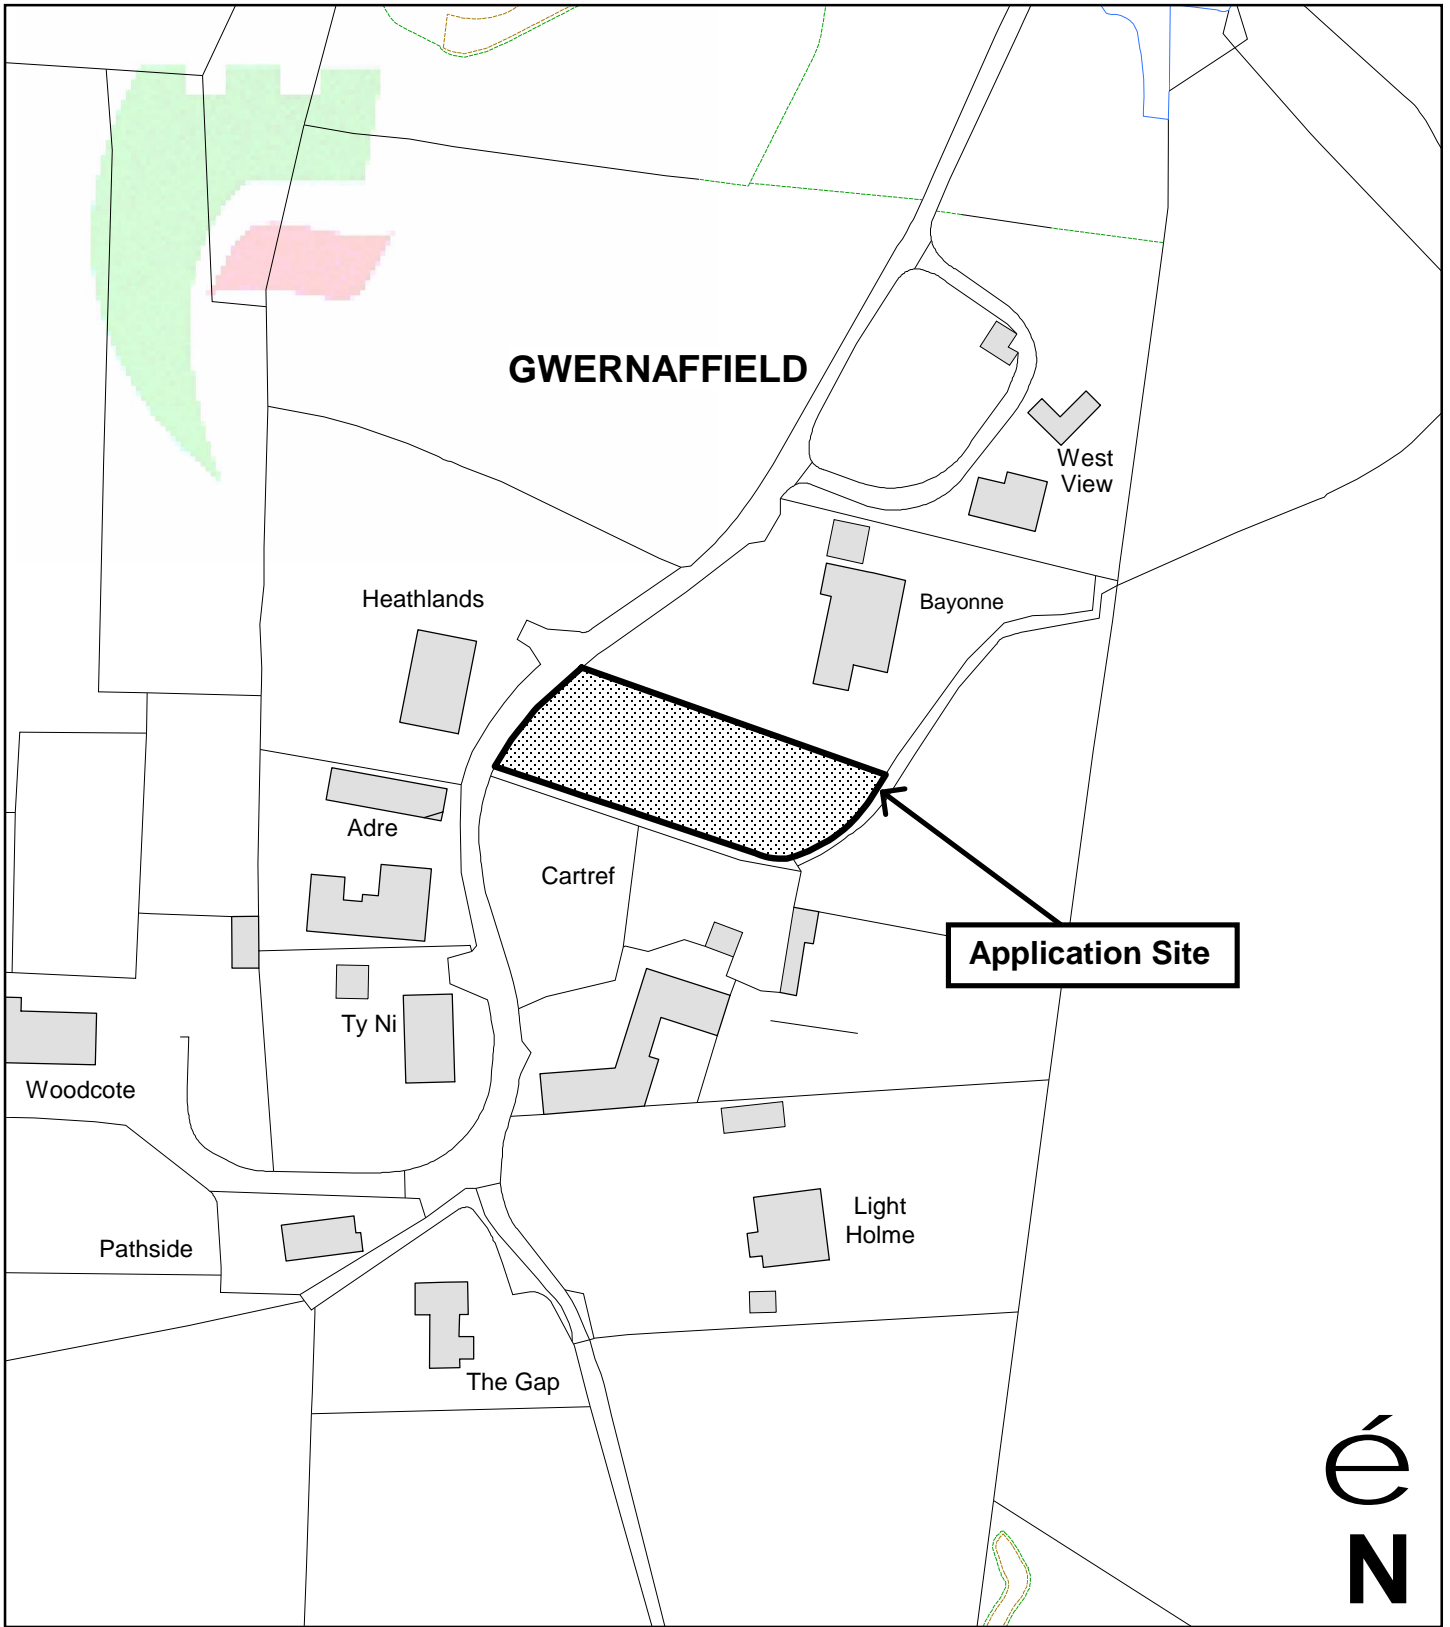 GWERNAFFIELD
West
View
Heathlands
Bayonne
Adre
Cartref
Application Site
Ty Ni
Woodcote
Light
Holme
Pathside
The Gap
é
N